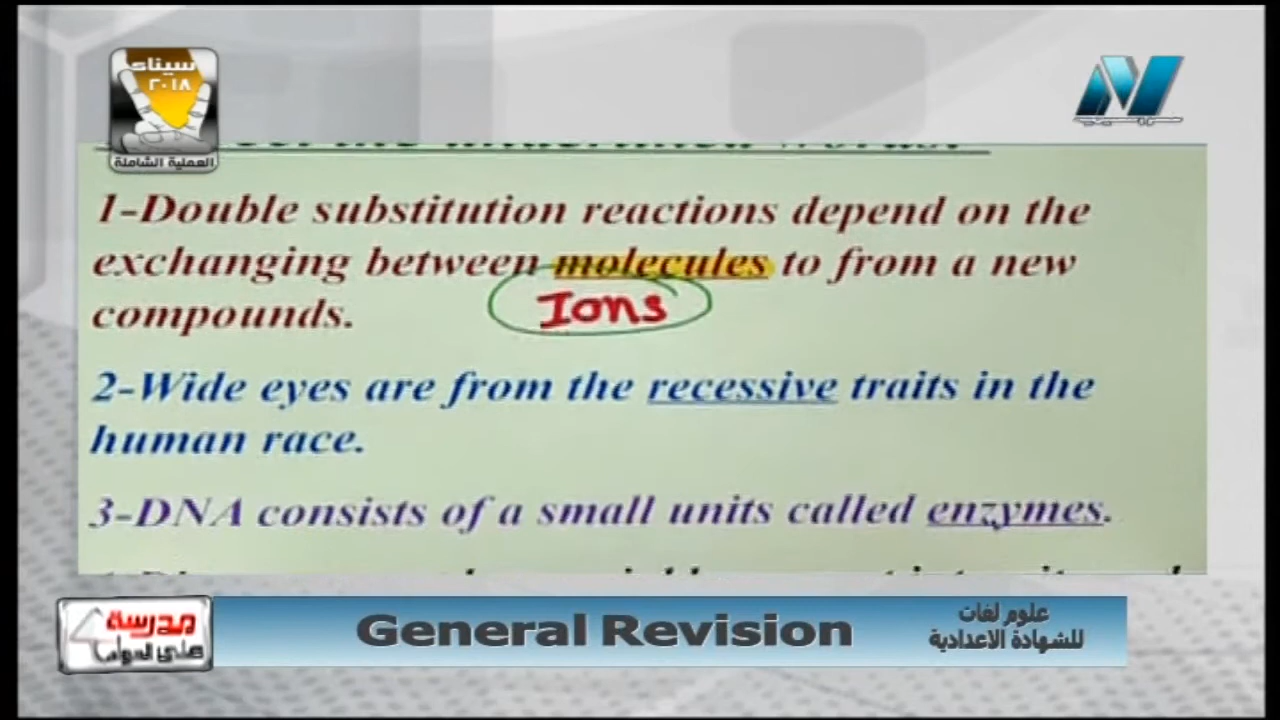 سيناء
٢٠١٨
العملية الشاملة
1-Double substitution reactions depend on the
exchanging between molecules to from a new
Ions
compounds.
2-Wide eyes are from the recessive traits in the
human race.
3-DNA consists of a small units called enzymes.
مدرسة
على الهواء
General Revision
علوم لغات
للشهادة الاعدادية